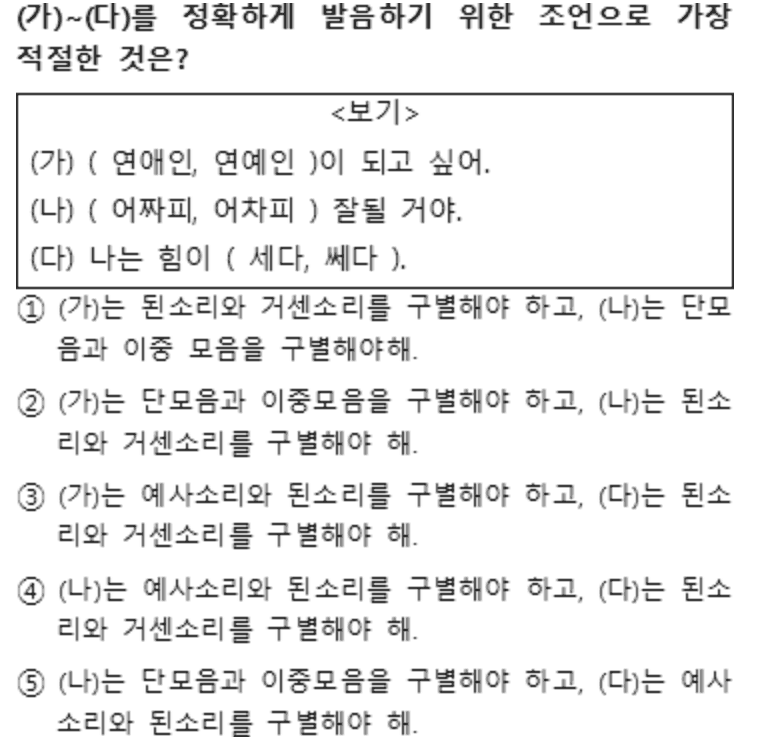 (가)~(다)를 정확하게 발음하기 위한 조언으로 가장
적절한 것은?
<보기>
(가) ( 연애인, 연예인 )이 되고 싶어.
(나) ( 어짜피, 어차피 ) 잘될 거야.
(다) 나는 힘이 ( 세다, 쎄다 ).
① (가)는 된소리와 거센소리를 구별해야 하고, (나)는 단모
음과 이중 모음을 구별해야해.
② (가)는 단모음과 이중모음을 구별해야 하고, (나)는 된소
리와 거센소리를 구별해야 해.
③ (가)는 예사소리와 된소리를 구별해야 하고, (다)는 된소
리와 거센소리를 구별해야 해.
④ (나)는 예사소리와 된소리를 구별해야 하고, (다)는 된소
리와 거센소리를 구별해야 해.
⑤ (나)는 단모음과 이중모음을 구별해야 하고, (다)는 예사
소리와 된소리를 구별해야 해.